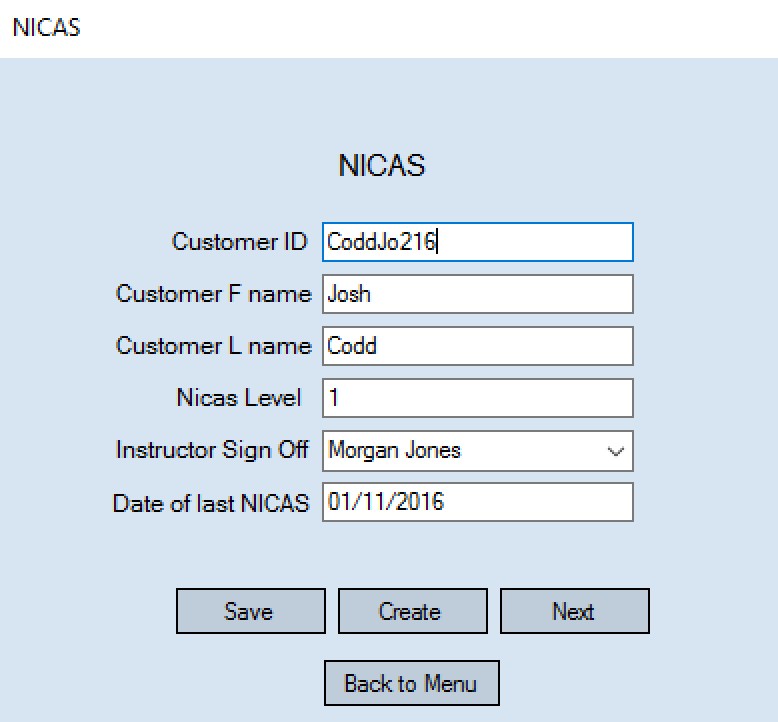 NICAS
NICAS
Customer ID CoddJo216
Customer F name Josh
Customer L name Codd
Nicas Level 1
Instructor Sign Off Morgan Jones
Date of last NICAS 01/11/2016
Save Create Next
Back to Menu